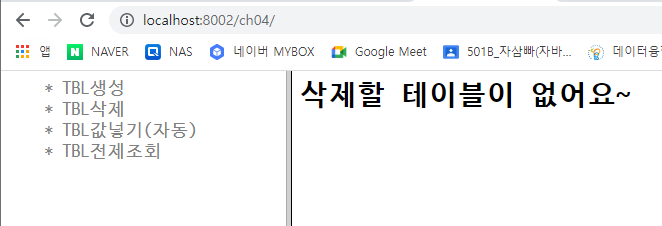 localhost:8002/ch04/
앱 NAVER NAS 네이버 MYBOX Google Meet 501B_자삼빠(자바... 데이터융
* TBL생성
* TBL삭제
* TBL값넣기(자동)
* TBL전제조회
삭제할 테이블이 없어요~